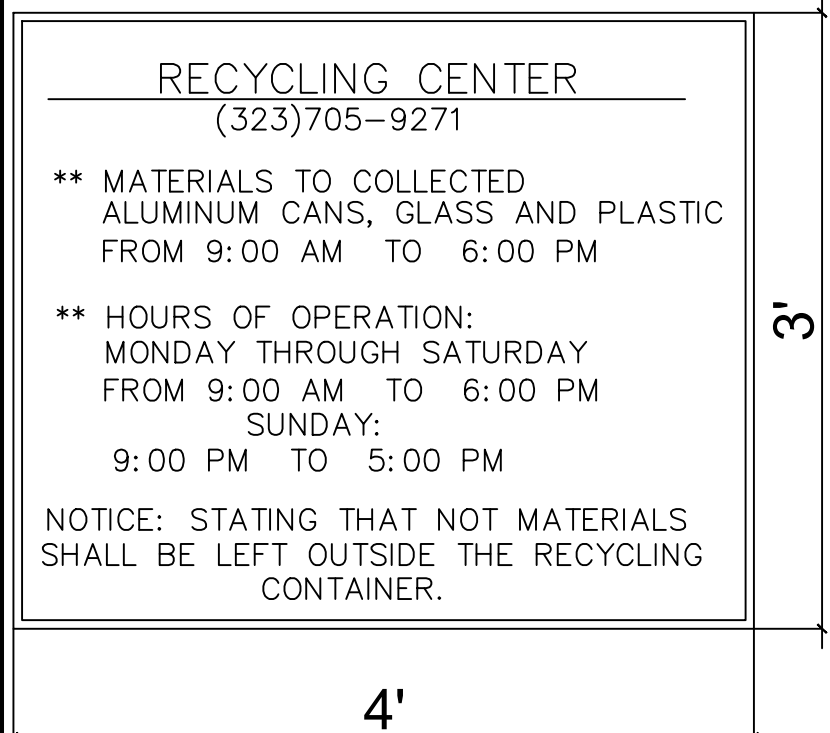 RECYCLING CENTER
(323)705-9271
** MATERIALS TO COLLECTED
ALUMINUM CANS, GLASS AND PLASTIC
FROM 9:00 AM TO 6:00 PM
** HOURS OF OPERATION:
MONDAY THROUGH SATURDAY
FROM 9:00 AM TO 6:00 PM
SUNDAY:
9:00 PM TO 5:00 PM
NOTICE: STATING THAT NOT MATERIALS
SHALL BE LEFT OUTSIDE THE RECYCLING
CONTAINER.
3'
4'